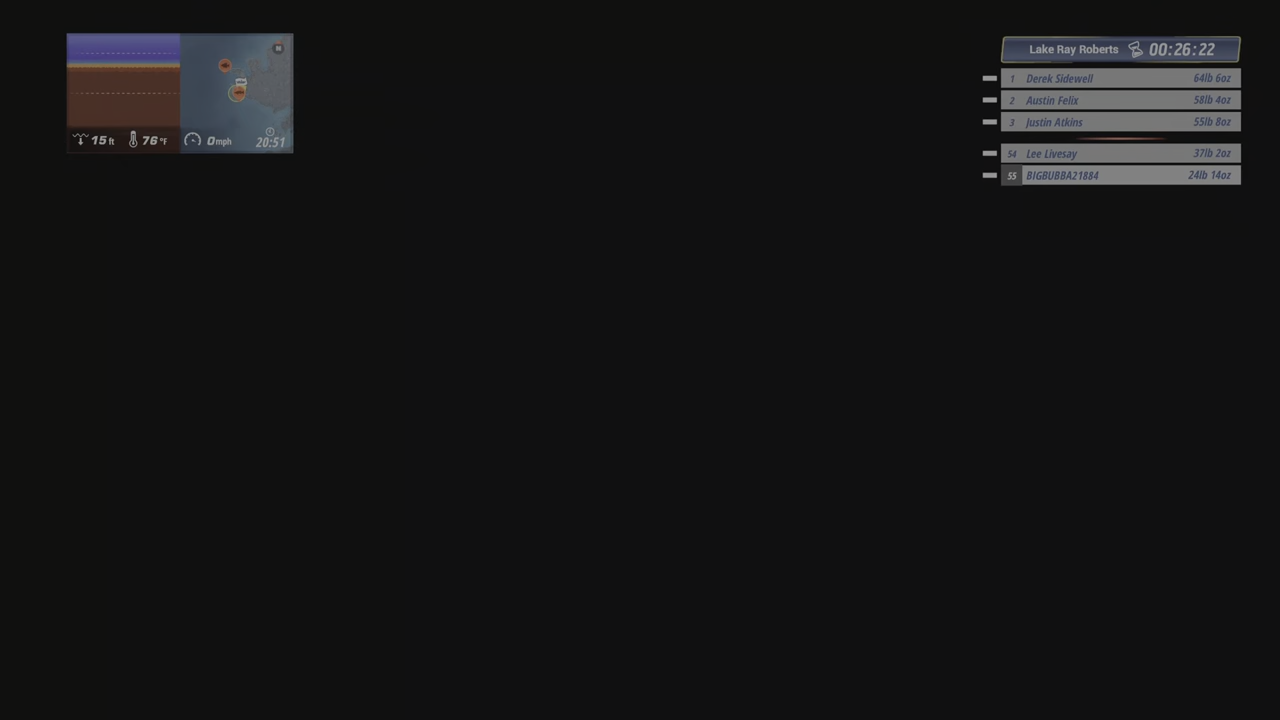 15 ft 76 °F 0 mph 20:51
Lake Ray Roberts 00:26:22
1 Derek Sidewell 64lb 6oz
2 Austin Felix 58lb 4oz
3 Justin Atkins 55lb 8oz
54 Lee Livesay 37lb 2oz
55 BIGBUBBA21884 24lb 14oz